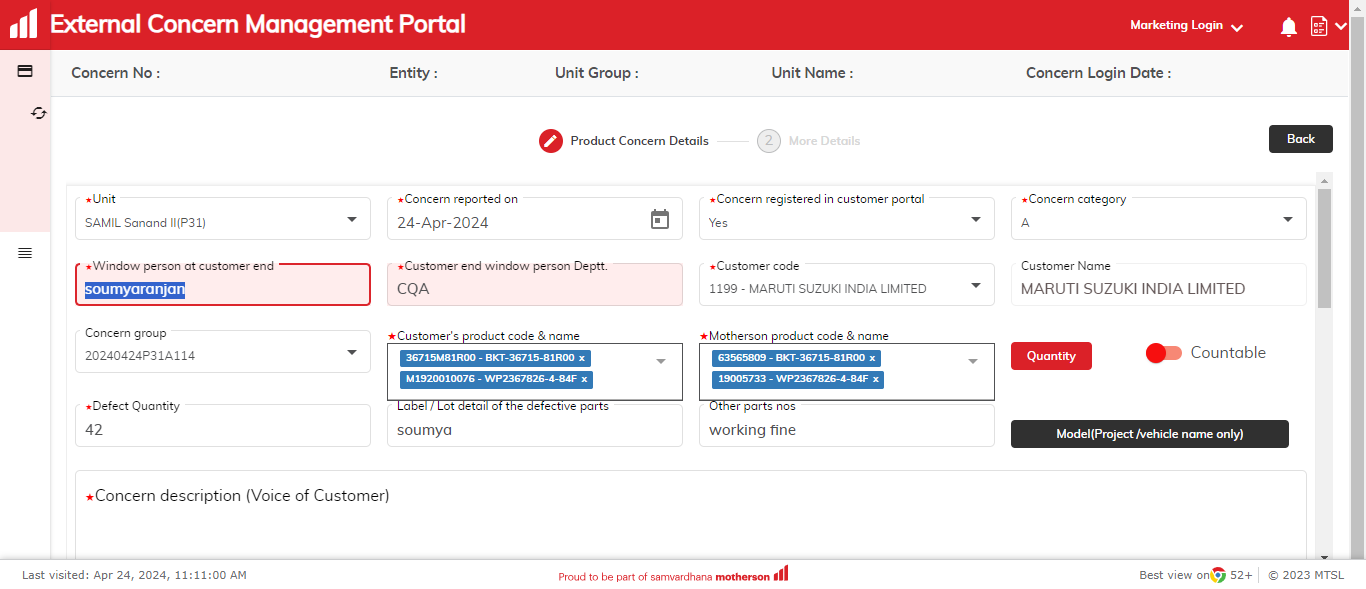 External Concern Management Portal
Marketing Login
Concern No :
Entity :
Unit Group :
Unit Name :
Concern Login Date :
Product Concern Details
2
More Details
Back
★Unit
SAMIL Sanand II(P31)
★Concern reported on
24-Apr-2024
★Concern registered in customer portal
Yes
★Concern category
A
★Window person at customer end
soumyaranjan
★Customer end window person Deptt.
CQA
★Customer code
1199 - MARUTI SUZUKI INDIA LIMITED
Customer Name
MARUTI SUZUKI INDIA LIMITED
Concern group
20240424P31A114
★Customer's product code & name
36715M81R00 - BKT-36715-81R00 x
M1920010076 - WP2367826-4-84F x
★Motherson product code & name
63565809 - BKT-36715-81R00 x
19005733 - WP2367826-4-84F x
Quantity
Countable
★Defect Quantity
42
Label / Lot detail of the defective parts
soumya
Other parts nos
working fine
Model(Project /vehicle name only)
★Concern description (Voice of Customer)
Last visited: Apr 24, 2024, 11:11:00 AM
Proud to be part of samvardhana motherson
Best view on 52+
© 2023 MTSL